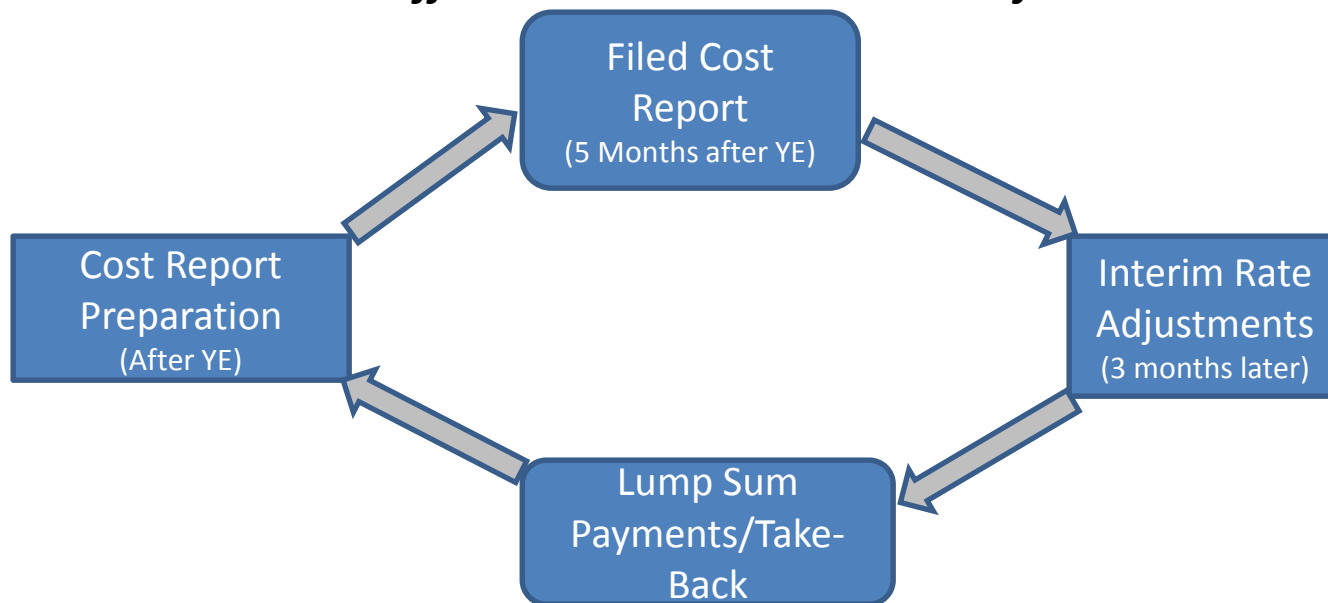 Filed Cost
Report
(5 Months after YE)
Cost Report
Preparation
(After YE)
Interim Rate
Adjustments
(3 months later)
Lump Sum
Payments/Take-
Back